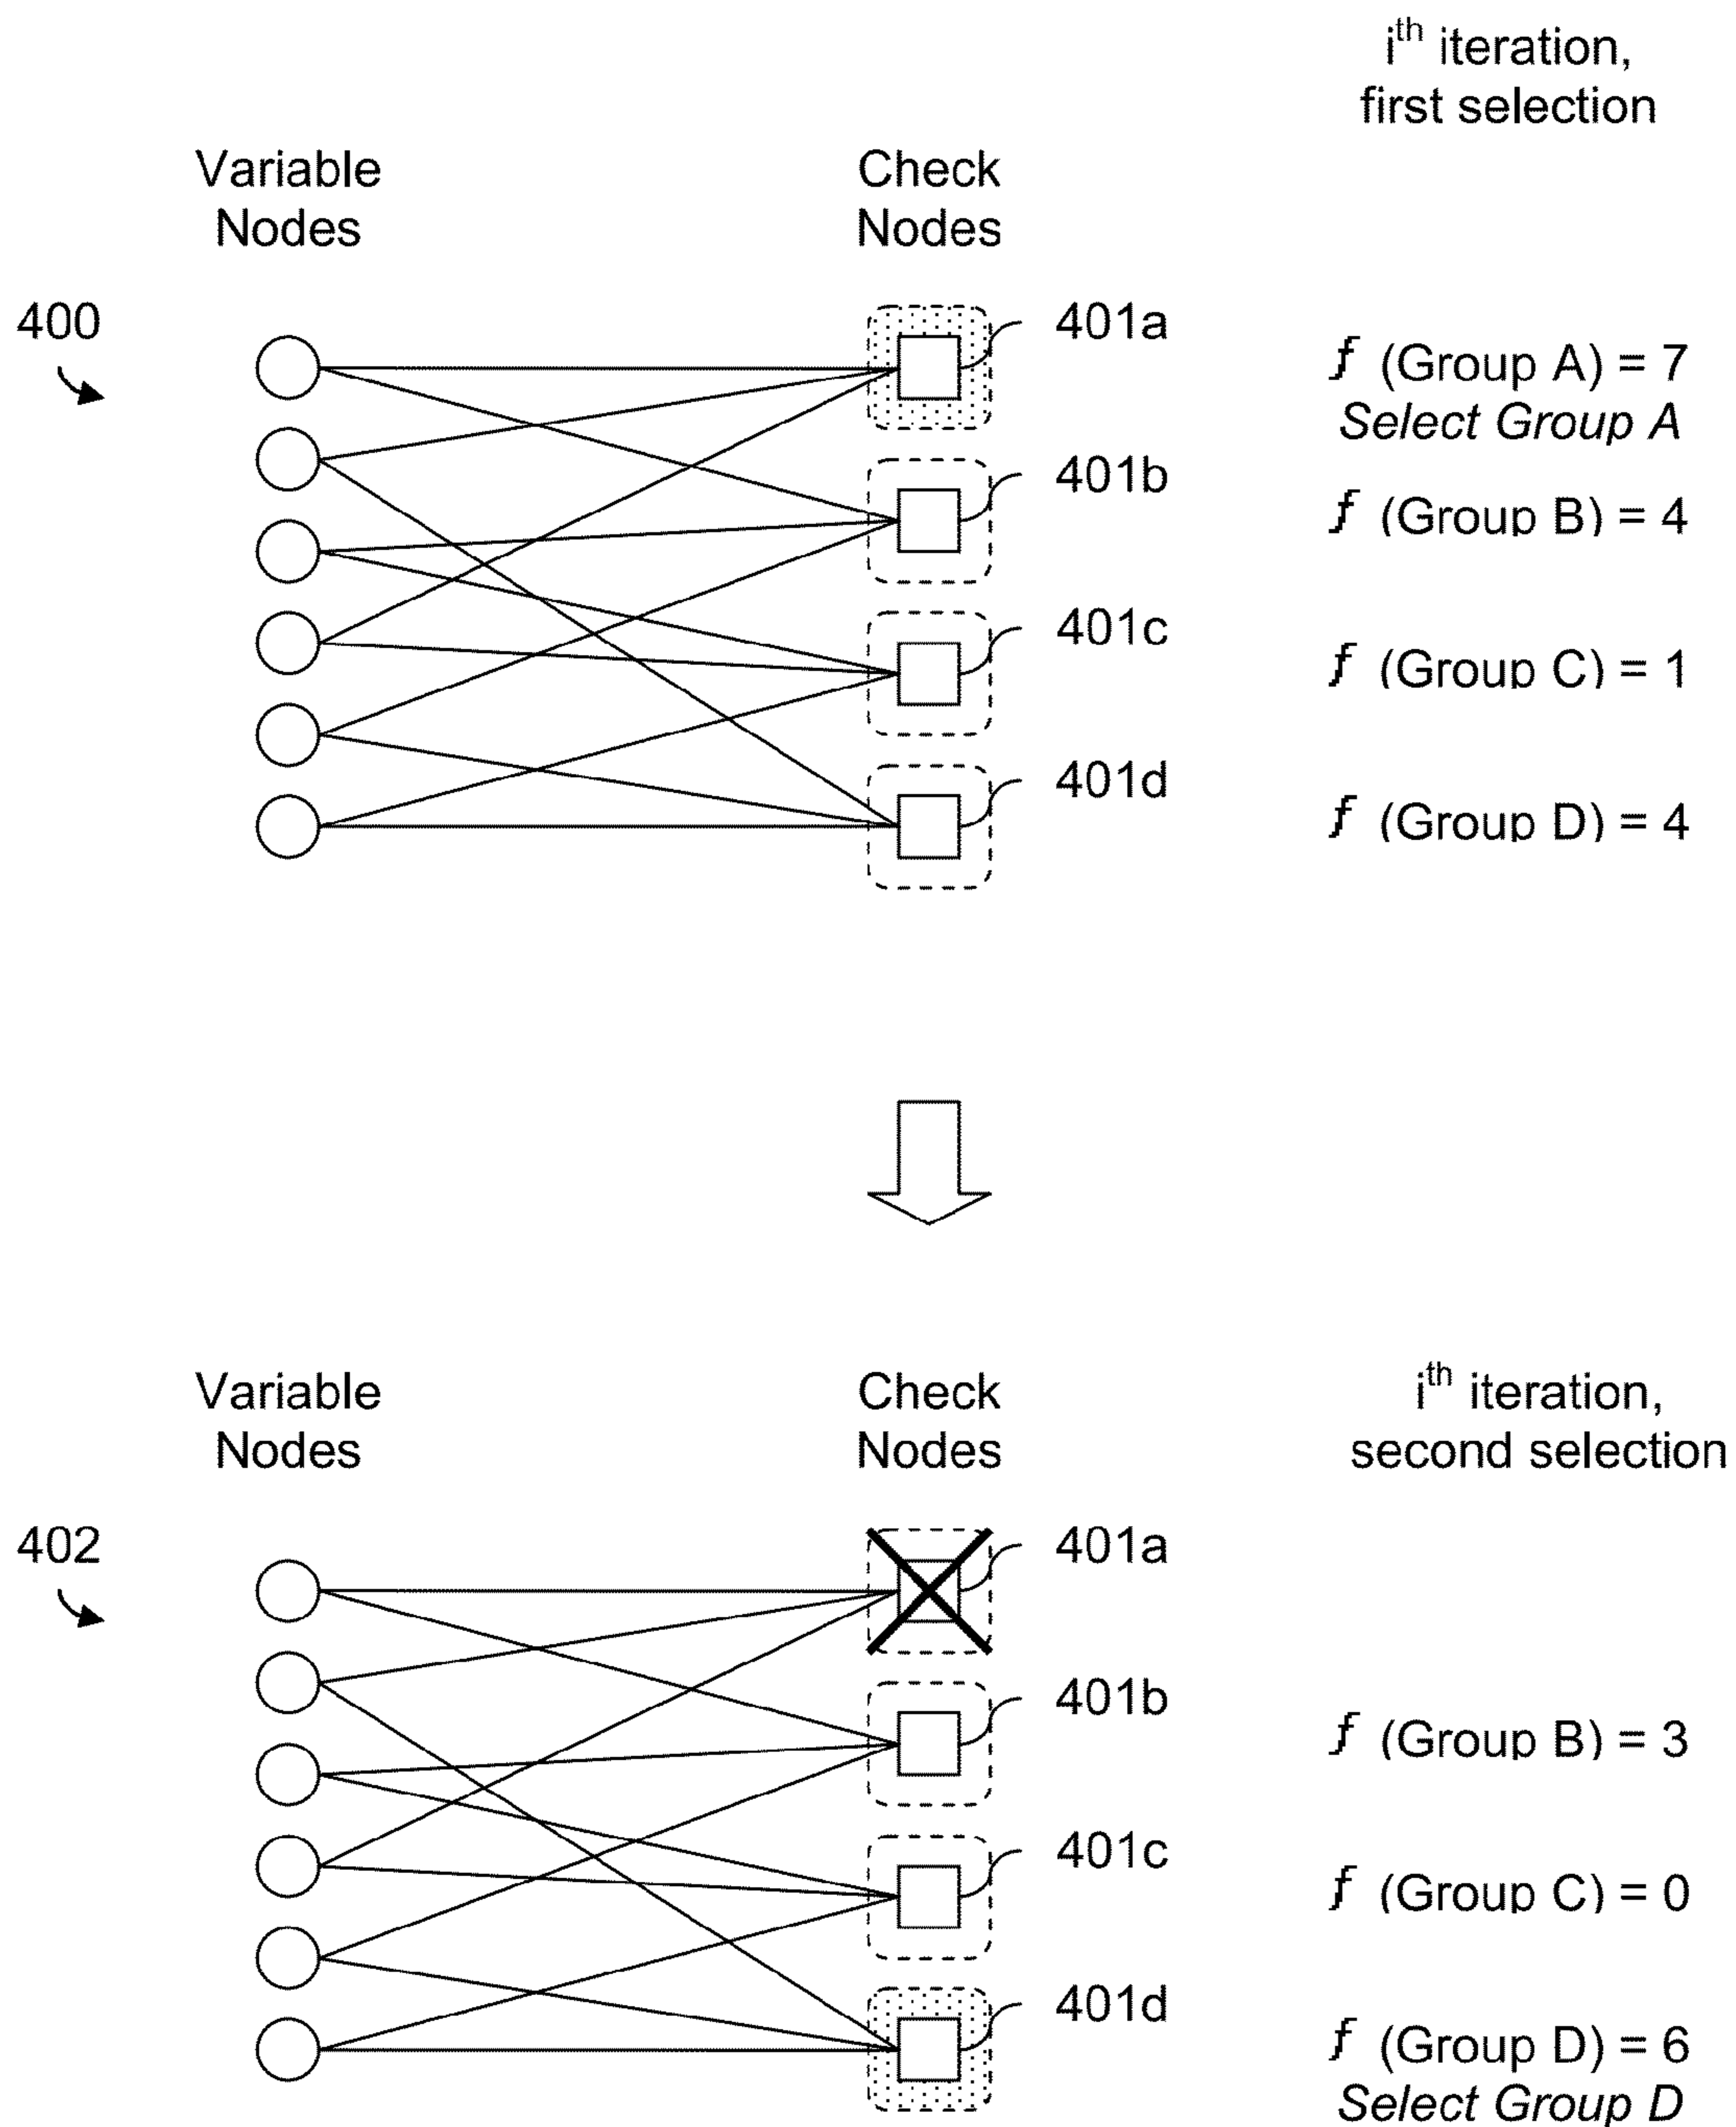 i^th iteration,
first selection
Variable
Nodes
Check
Nodes
400
401a
ƒ (Group A) = 7
Select Group A
401b
ƒ (Group B) = 4
401c
ƒ (Group C) = 1
401d
ƒ (Group D) = 4
Variable
Nodes
Check
Nodes
i^th iteration,
second selection
402
401a
401b
ƒ (Group B) = 3
401c
ƒ (Group C) = 0
401d
ƒ (Group D) = 6
Select Group D